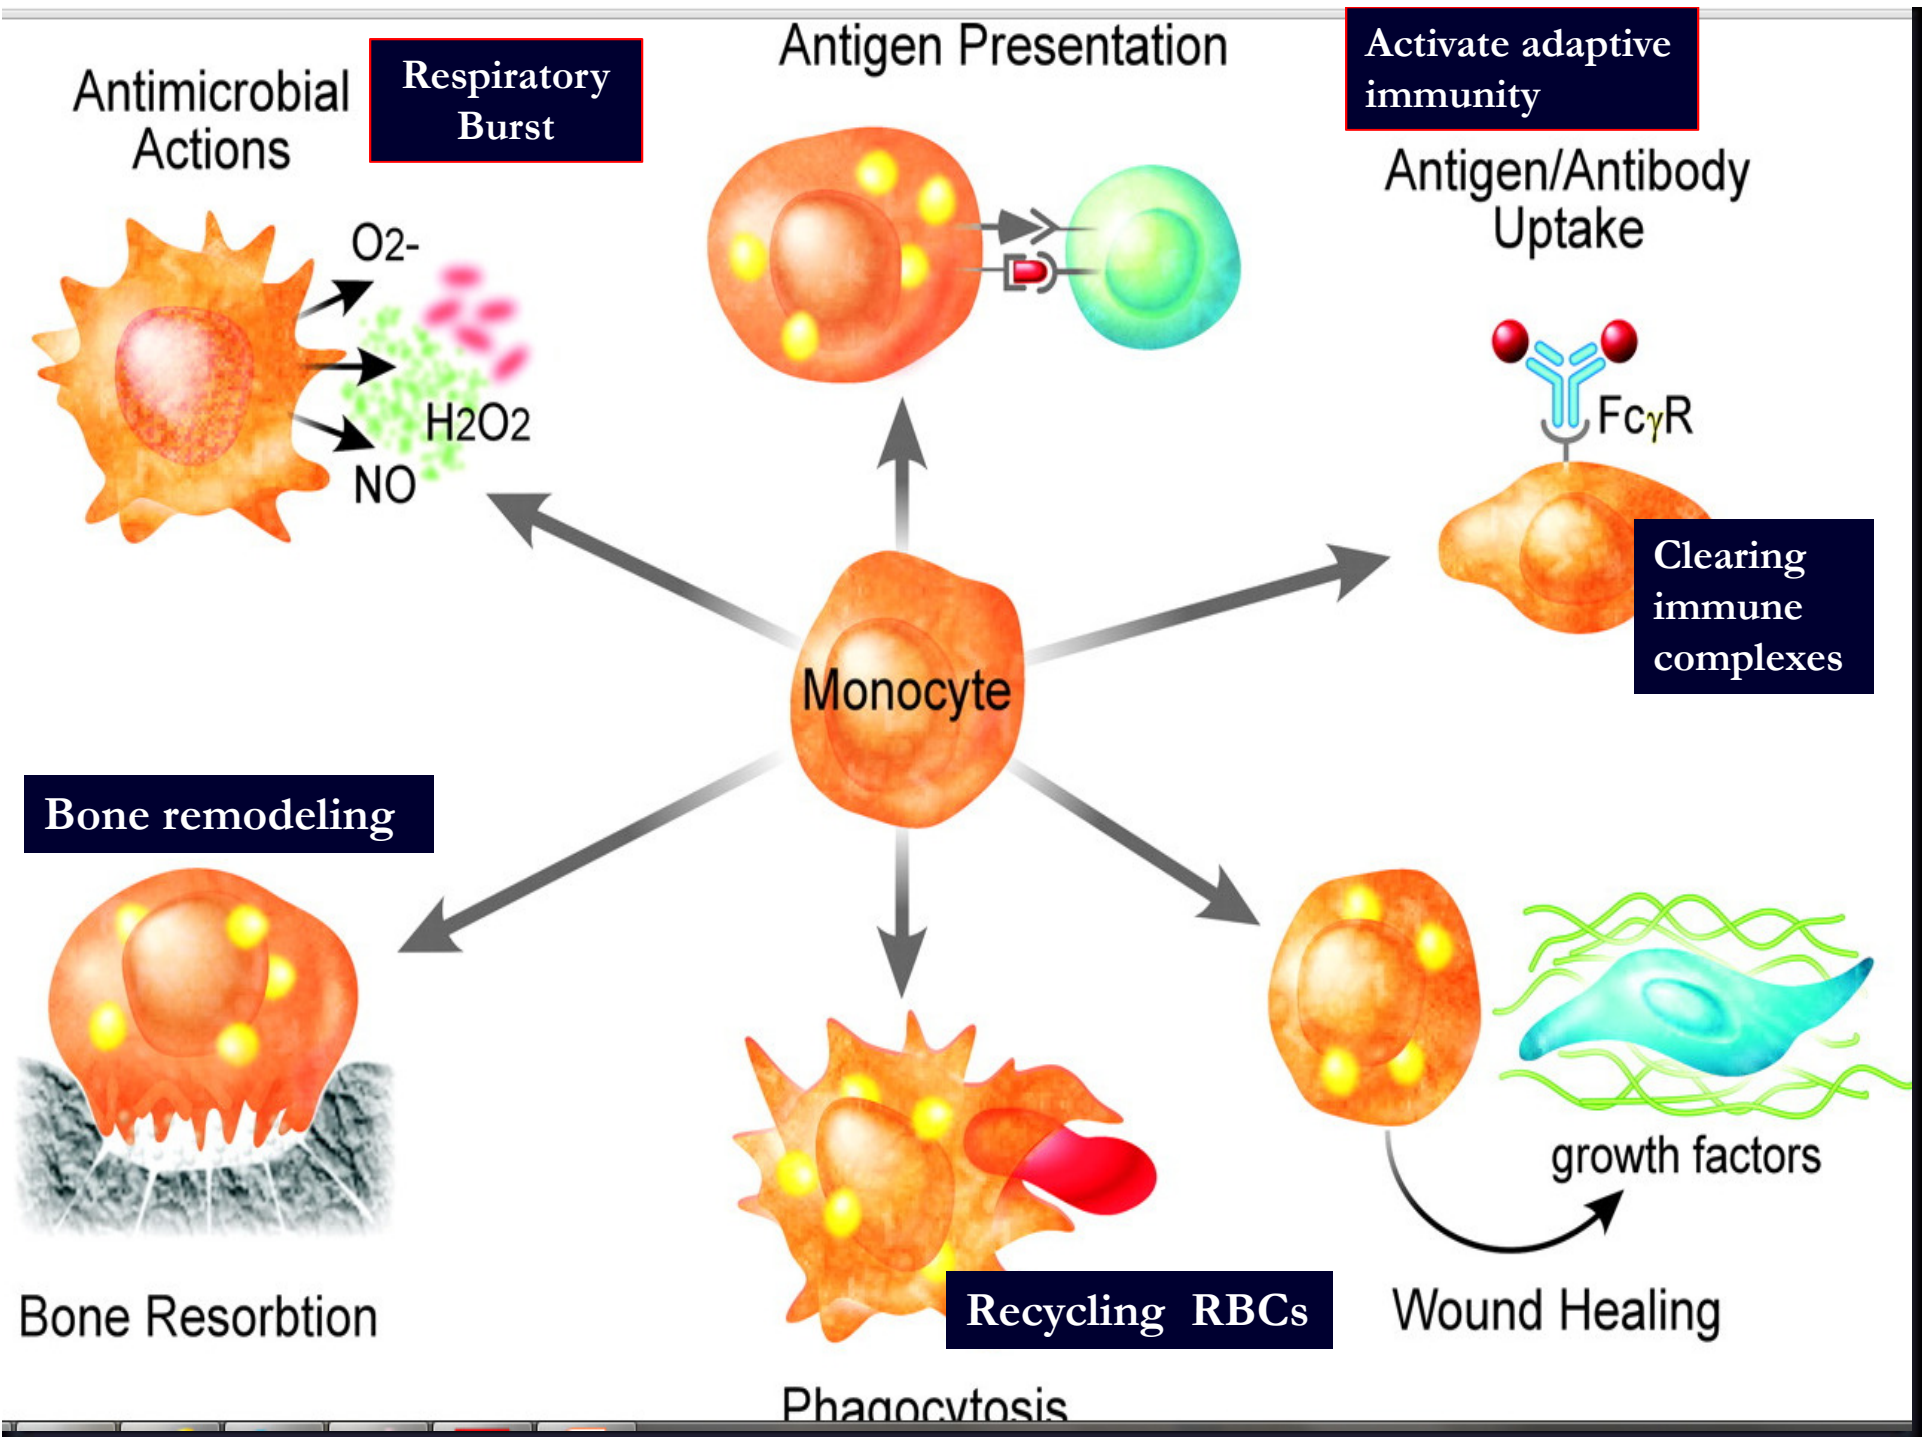 Antimicrobial
Actions
Respiratory
Burst
Antigen Presentation
Activate adaptive
immunity
Antigen/Antibody
Uptake
O2-
H2O2
NO
FcγR
Clearing
immune
complexes
Monocyte
Bone remodeling
growth factors
Bone Resorbtion
Recycling RBCs
Wound Healing
Phagocytosis